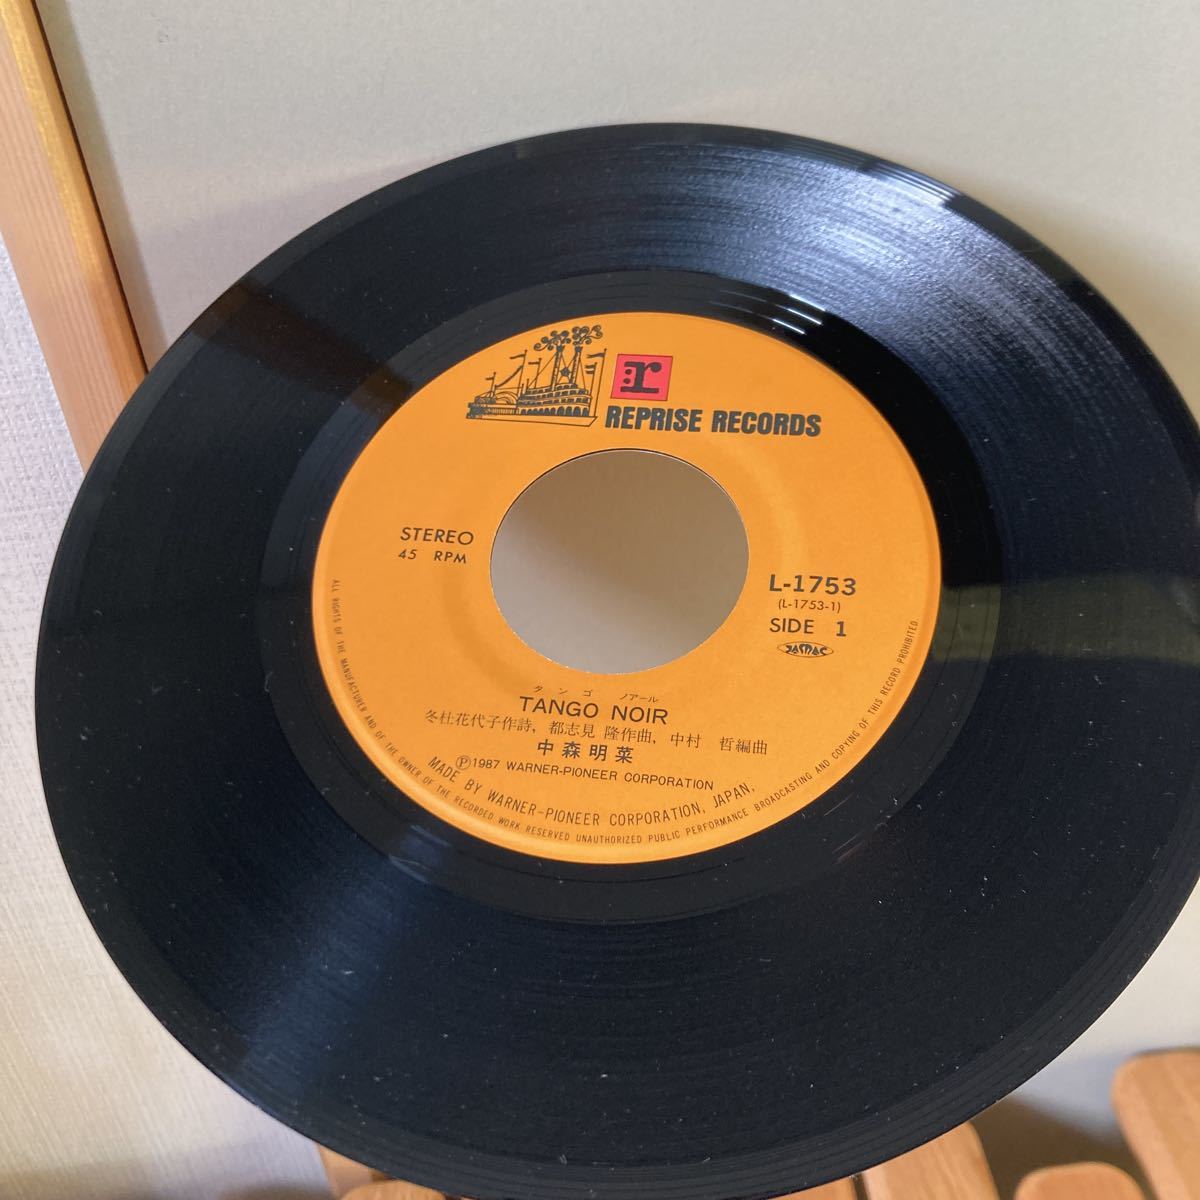 r
REPRISE RECORDS
STEREO
45 RPM
L-1753
(L-1753-1)
SIDE 1
JASRAC
タンゴ ノアール
TANGO NOIR
冬杜花代子作詩, 都志見 隆作曲, 中村 哲編曲
中森明菜
Ⓟ1987 WARNER-PIONEER CORPORATION
MADE BY WARNER-PIONEER CORPORATION, JAPAN,
ALL RIGHTS OF THE MANUFACTURER AND OF THE OWNER OF THE RECORDED WORK RESERVED UNAUTHORIZED PUBLIC PERFORMANCE BROADCASTING AND COPYING OF THIS RECORD PROHIBITED.